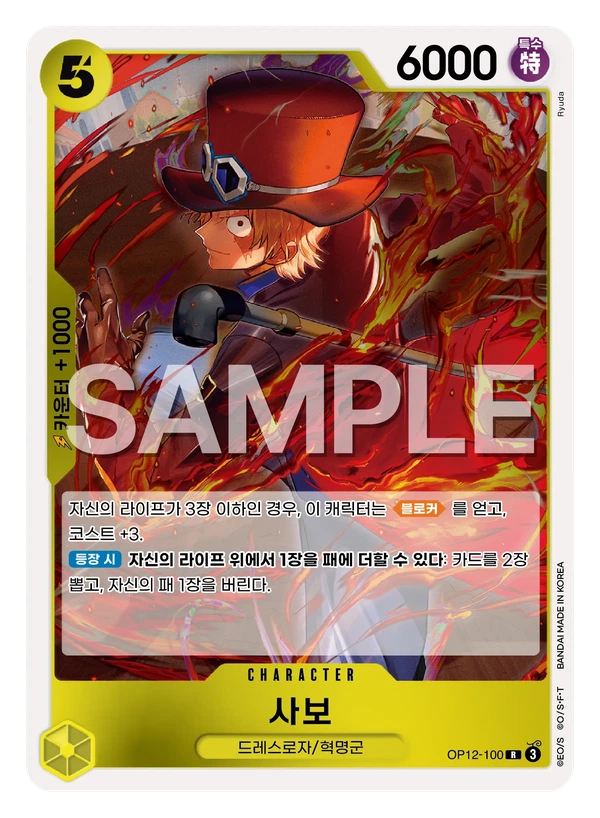 5
6000
특수
特
Ryuda
카운터 +1000
SAMPLE
자신의 라이프가 3장 이하인 경우, 이 캐릭터는 블로커 를 얻고,
코스트 +3.
등장 시 자신의 라이프 위에서 1장을 패에 더할 수 있다: 카드를 2장
뽑고, 자신의 패 1장을 버린다.
CHARACTER
사보
드레스로자/혁명군
OP12-100 R 3
©EO/S ©O/S·F·T BANDAI MADE IN KOREA